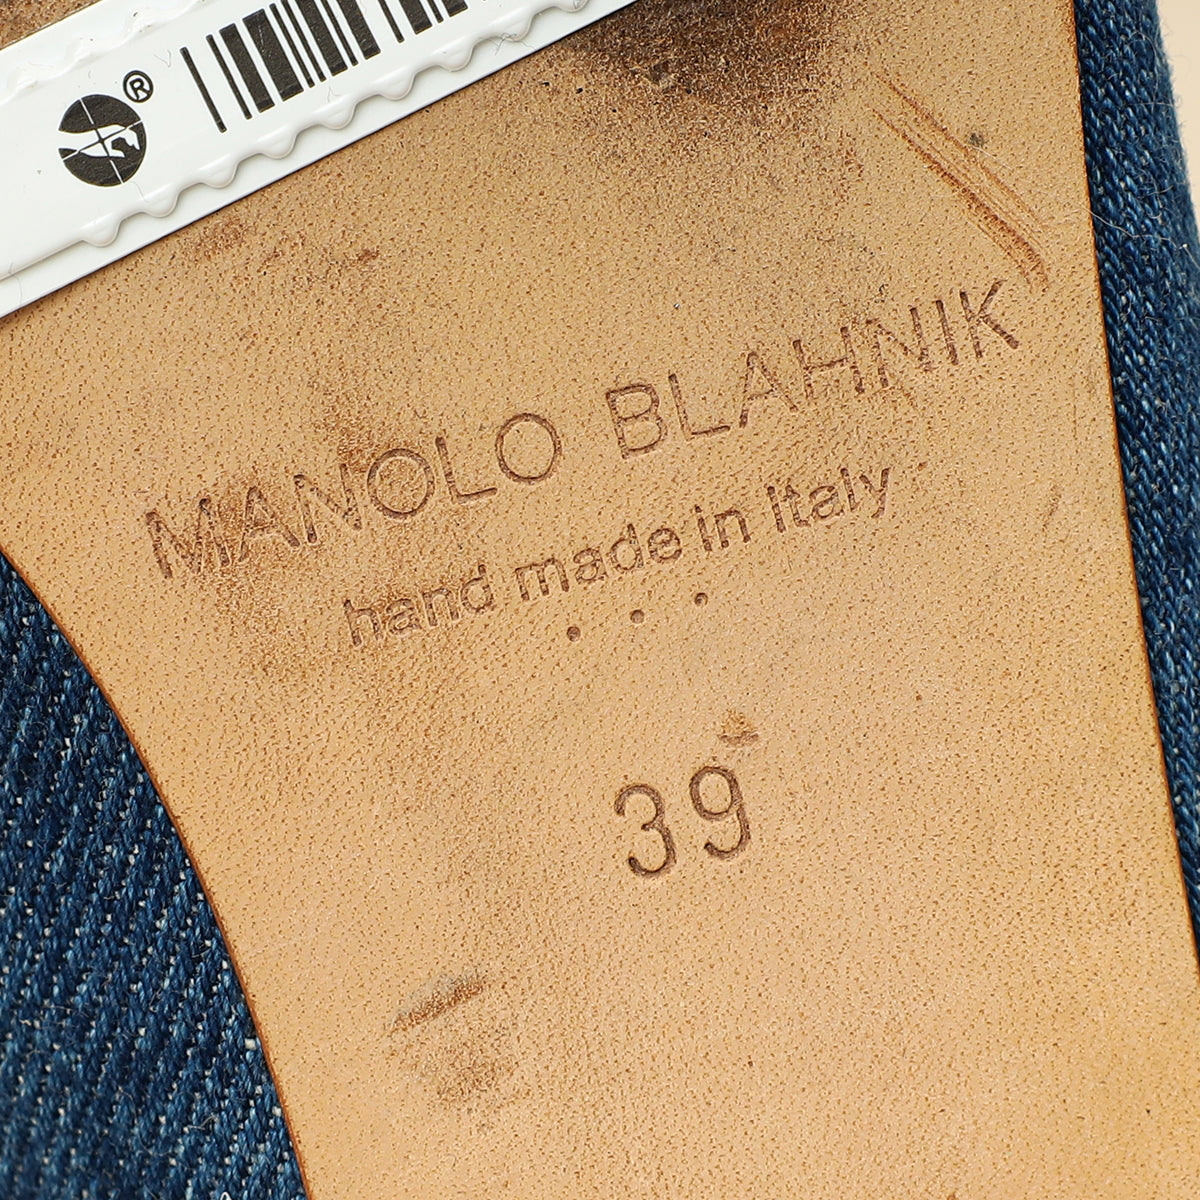 ®
MANOLO BLAHNIK
hand made in Italy
39